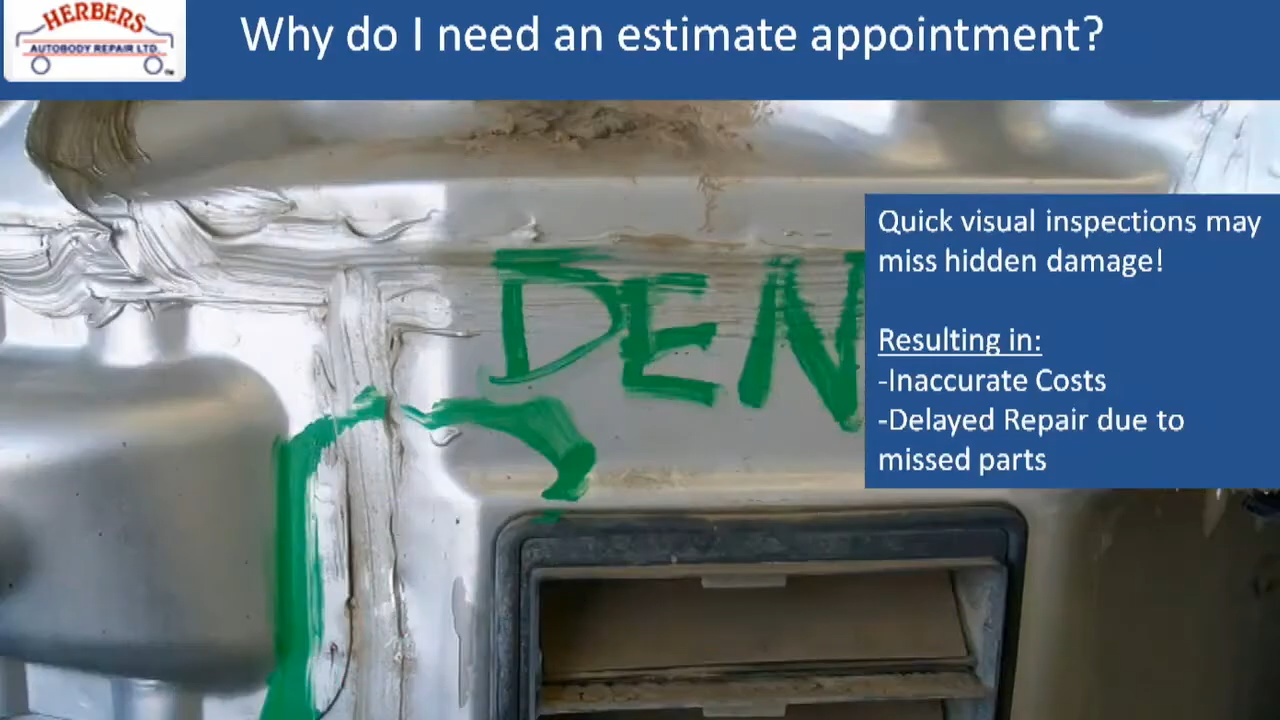 HERBERS
AUTOBODY REPAIR LTD.
Why do I need an estimate appointment?
Quick visual inspections may
miss hidden damage!
Resulting in:
-Inaccurate Costs
-Delayed Repair due to
missed parts
DEN